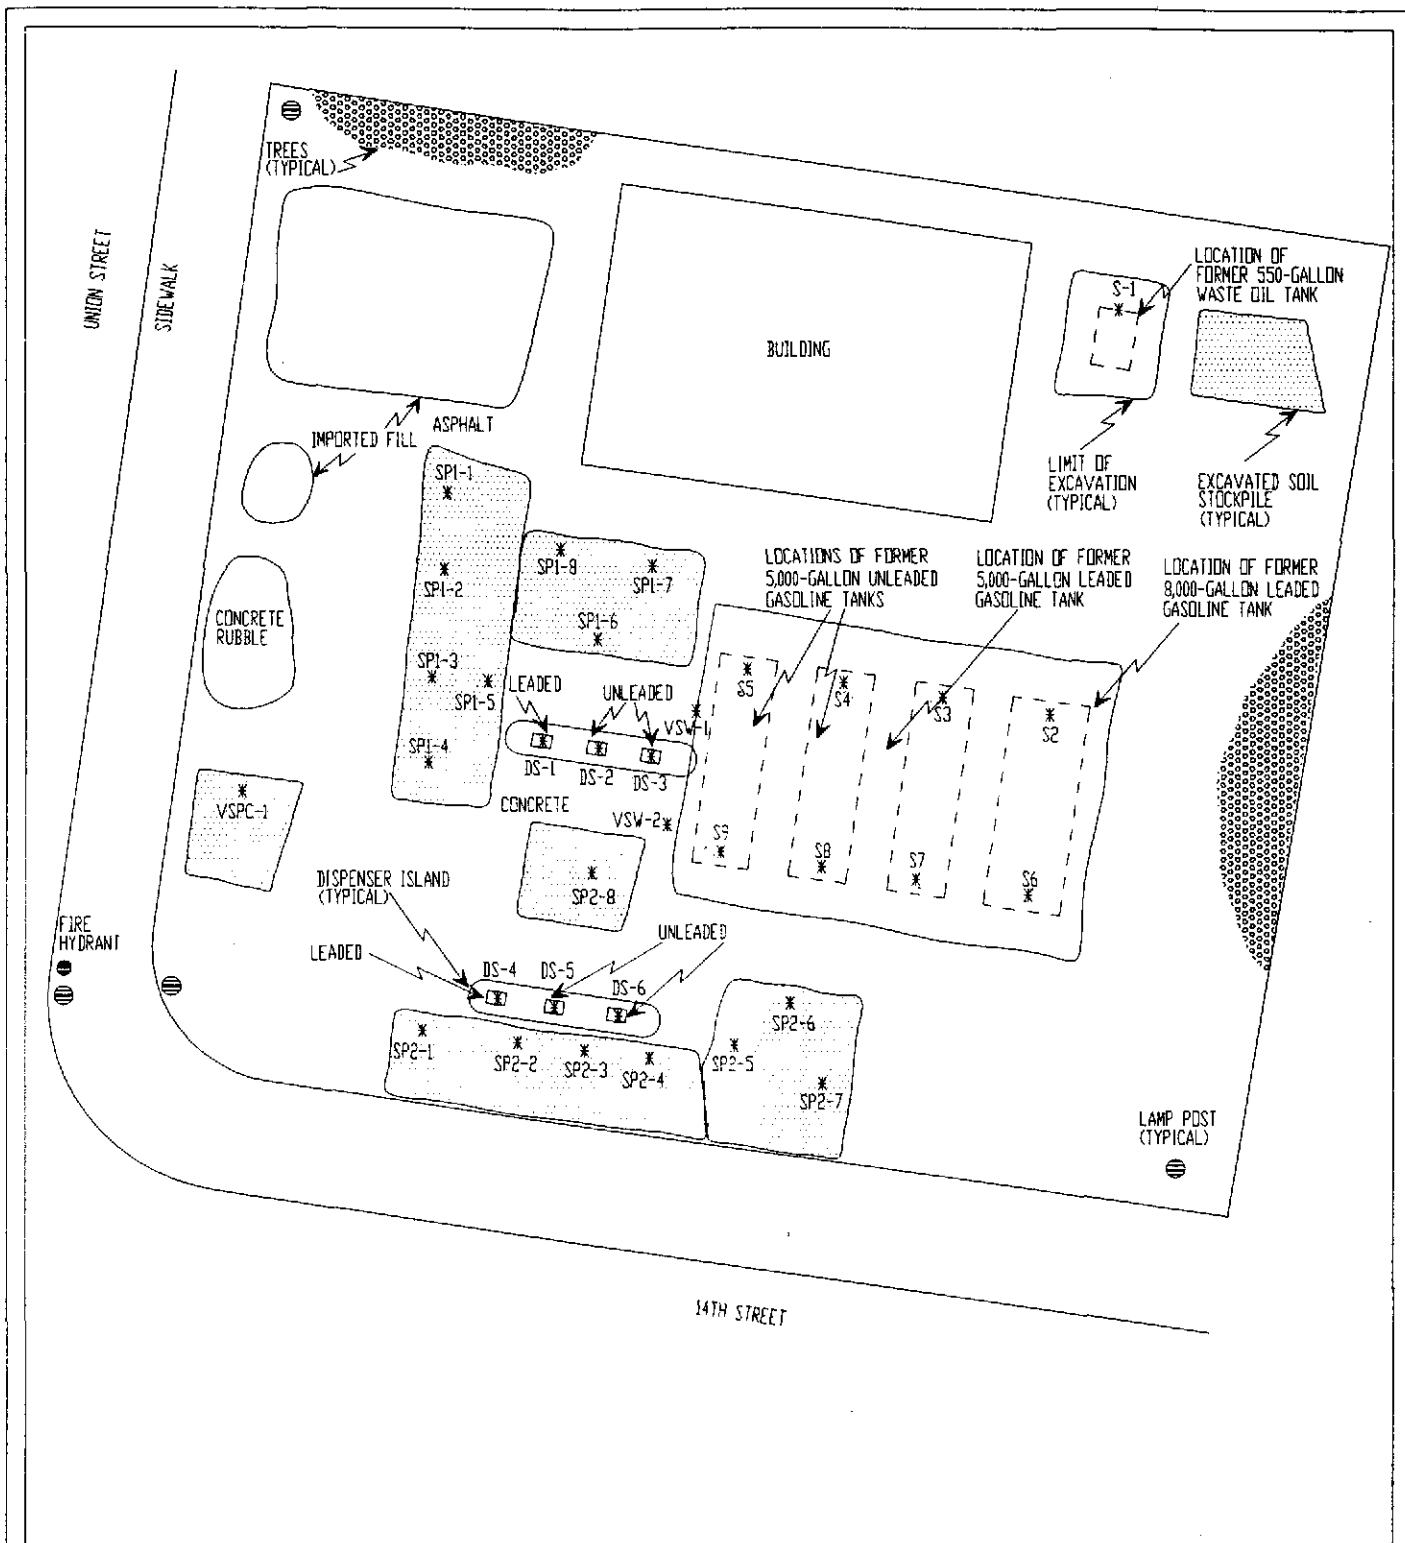 TREES
(TYPICAL)
UNION STREET
SIDEWALK
LOCATION OF
FORMER 550-GALLON
WASTE OIL TANK
S-1
BUILDING
IMPORTED FILL
ASPHALT
LIMIT OF
EXCAVATION
(TYPICAL)
EXCAVATED SOIL
STOCKPILE
(TYPICAL)
SP1-1
SP1-2
SP1-8
SP1-7
SP1-6
LOCATIONS OF FORMER
5,000-GALLON UNLEADED
GASOLINE TANKS
LOCATION OF FORMER
5,000-GALLON LEADED
GASOLINE TANK
LOCATION OF FORMER
8,000-GALLON LEADED
GASOLINE TANK
CONCRETE
RUBBLE
SP1-3
SP1-5
SP1-4
LEADED
UNLEADED
VSW-1
S5
S4
S3
S2
DS-1
DS-2
DS-3
CONCRETE
VSW-2
VSPC-1
S9
S8
S7
S6
DISPENSER ISLAND
(TYPICAL)
SP2-8
FIRE
HYDRANT
LEADED
UNLEADED
DS-4
DS-5
DS-6
SP2-1
SP2-2
SP2-3
SP2-4
SP2-5
SP2-6
SP2-7
LAMP POST
(TYPICAL)
14TH STREET